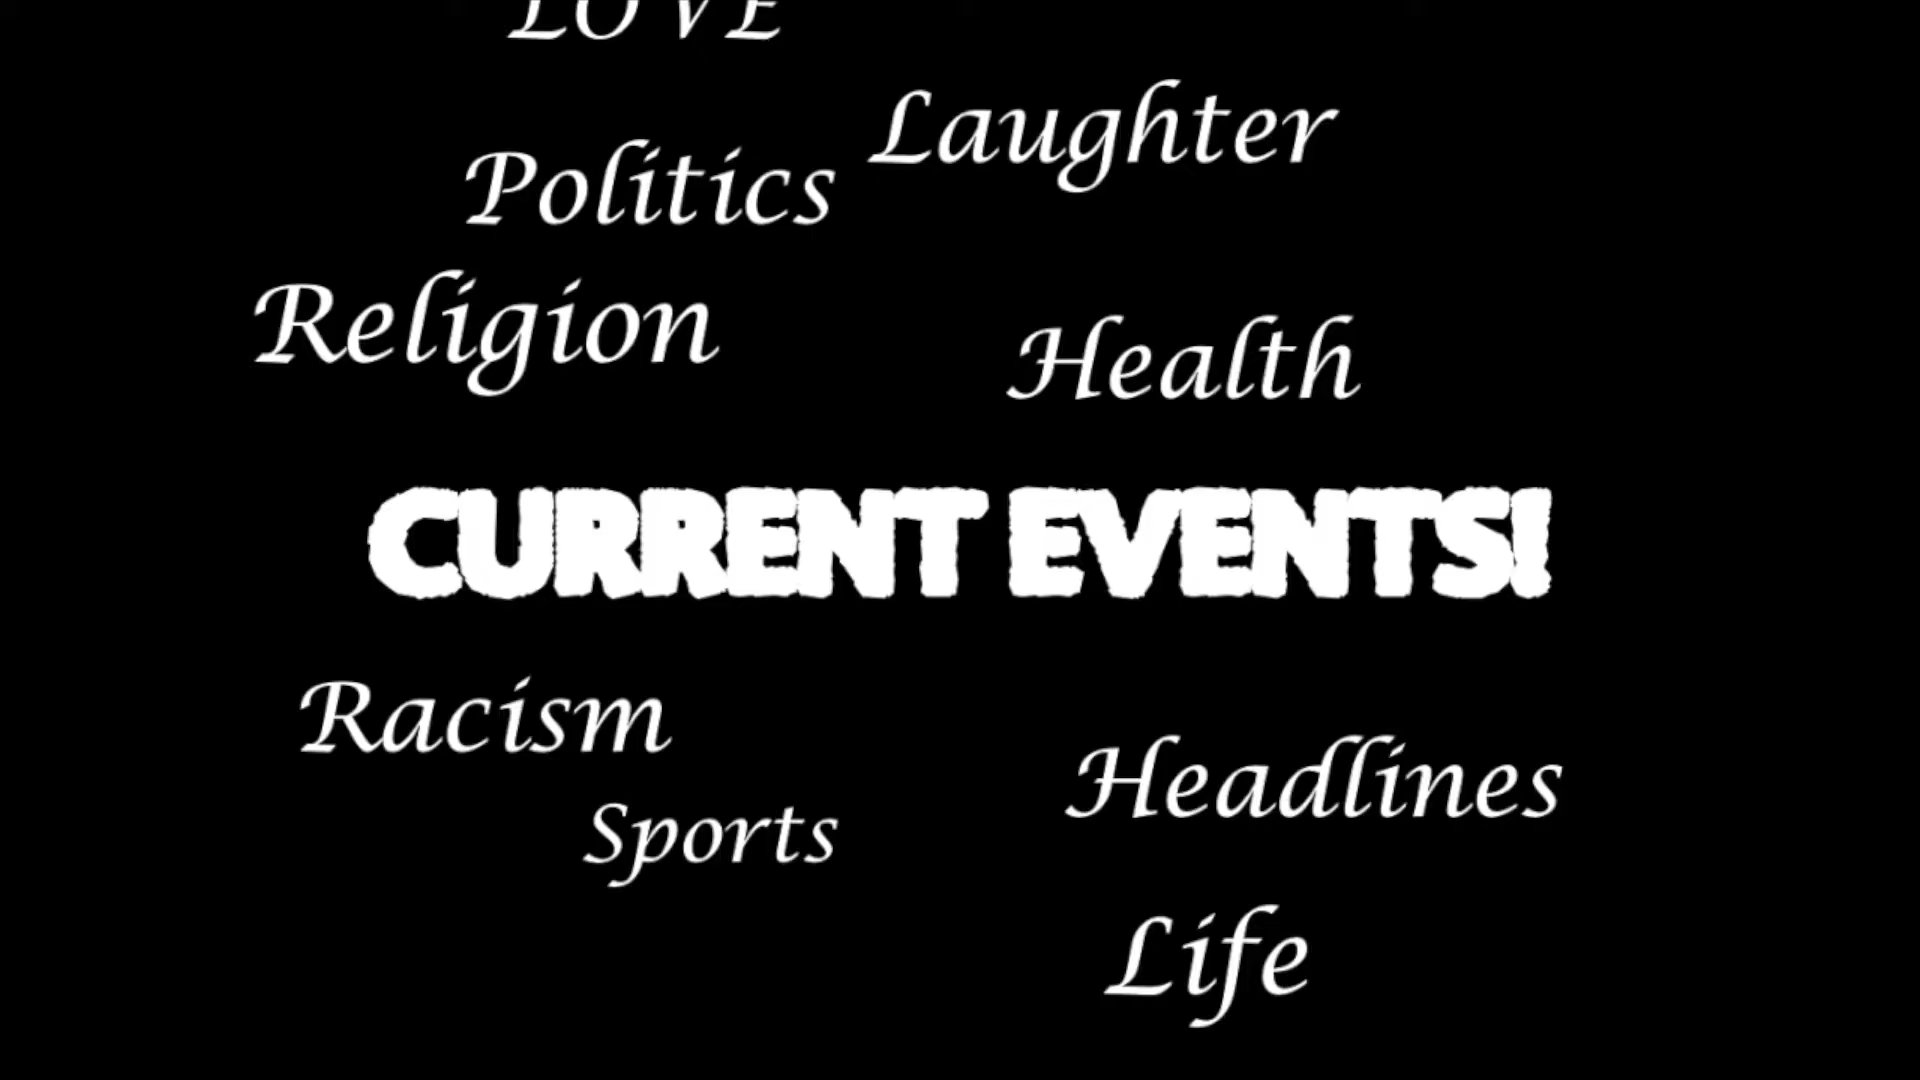 LOVE
Laughter
Politics
Religion
Health
CURRENT EVENTS!
Racism
Headlines
Sports
Life